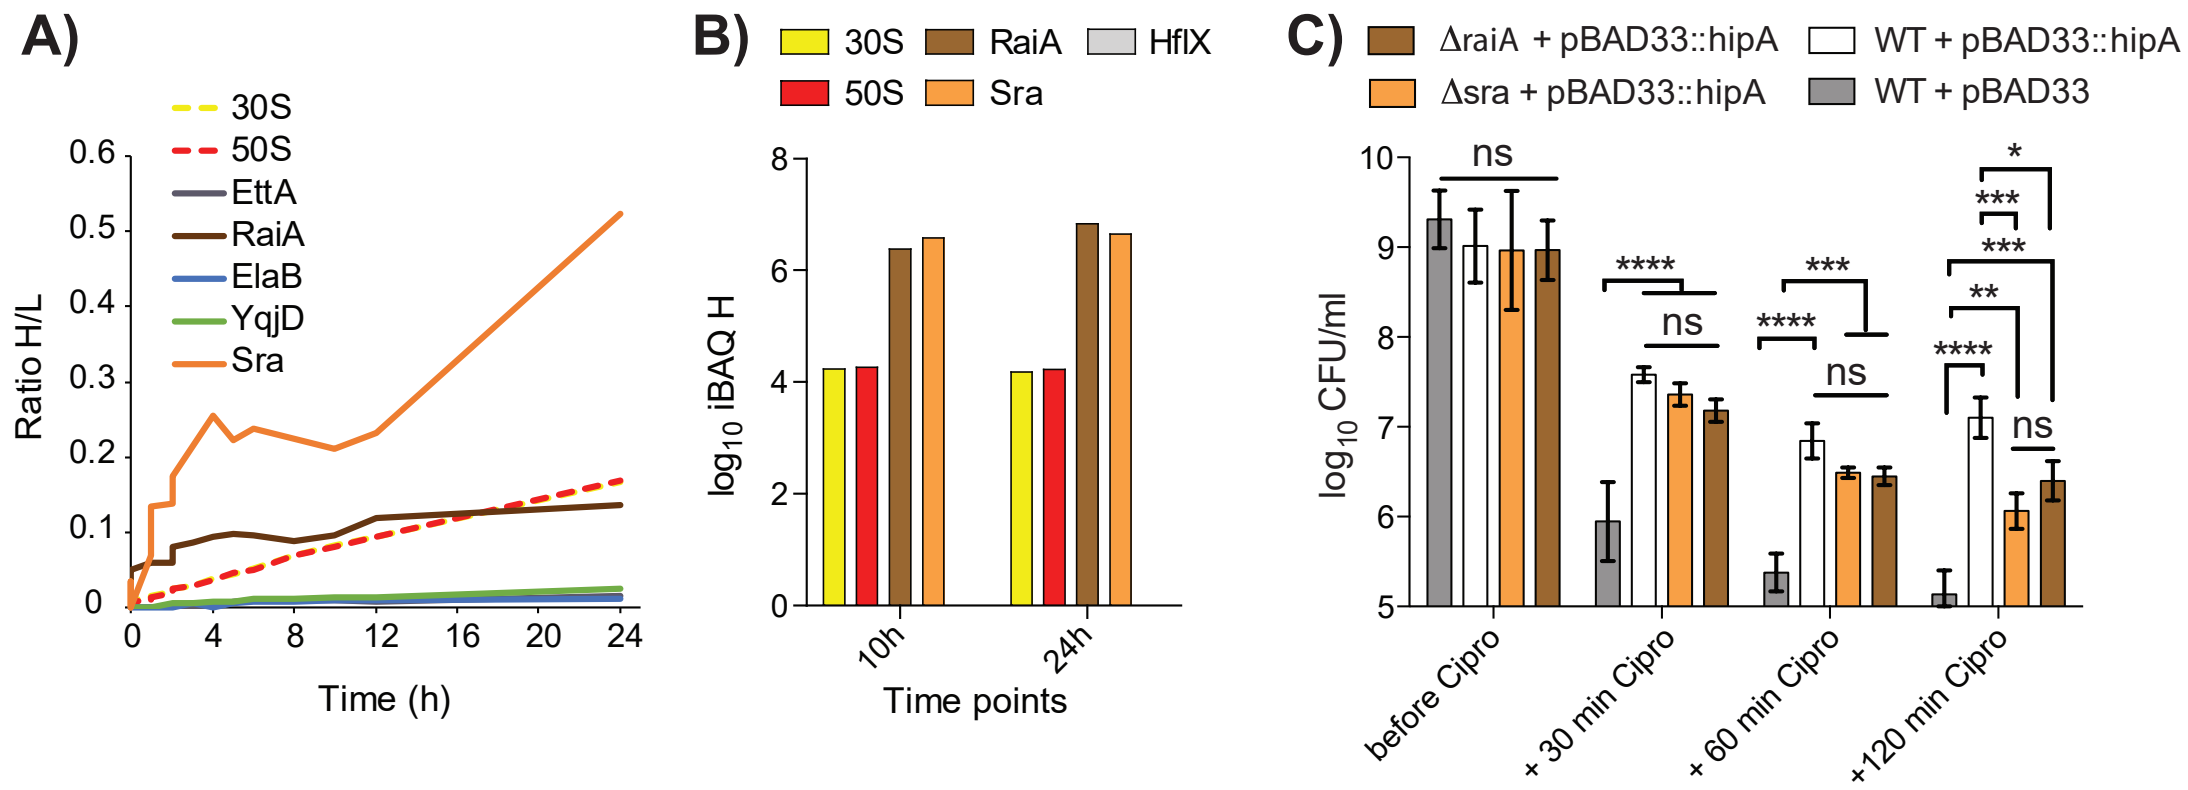 A)
30S
50S
EttA
RaiA
ElaB
YqjD
Sra
0.6
0.5
0.4
0.3
0.2
0.1
0
Ratio H/L
0 4 8 12 16 20 24
Time (h)
B)
30S RaiA HflX
50S Sra
8
6
4
2
0
log10 iBAQ H
10h 24h
Time points
C)
ΔraiA + pBAD33::hipA WT + pBAD33::hipA
Δsra + pBAD33::hipA WT + pBAD33
10
9
8
7
6
5
log10 CFU/ml
ns
****
ns
***
****
ns
*
***
***
**
****
ns
before Cipro
+ 30 min Cipro
+ 60 min Cipro
+120 min Cipro